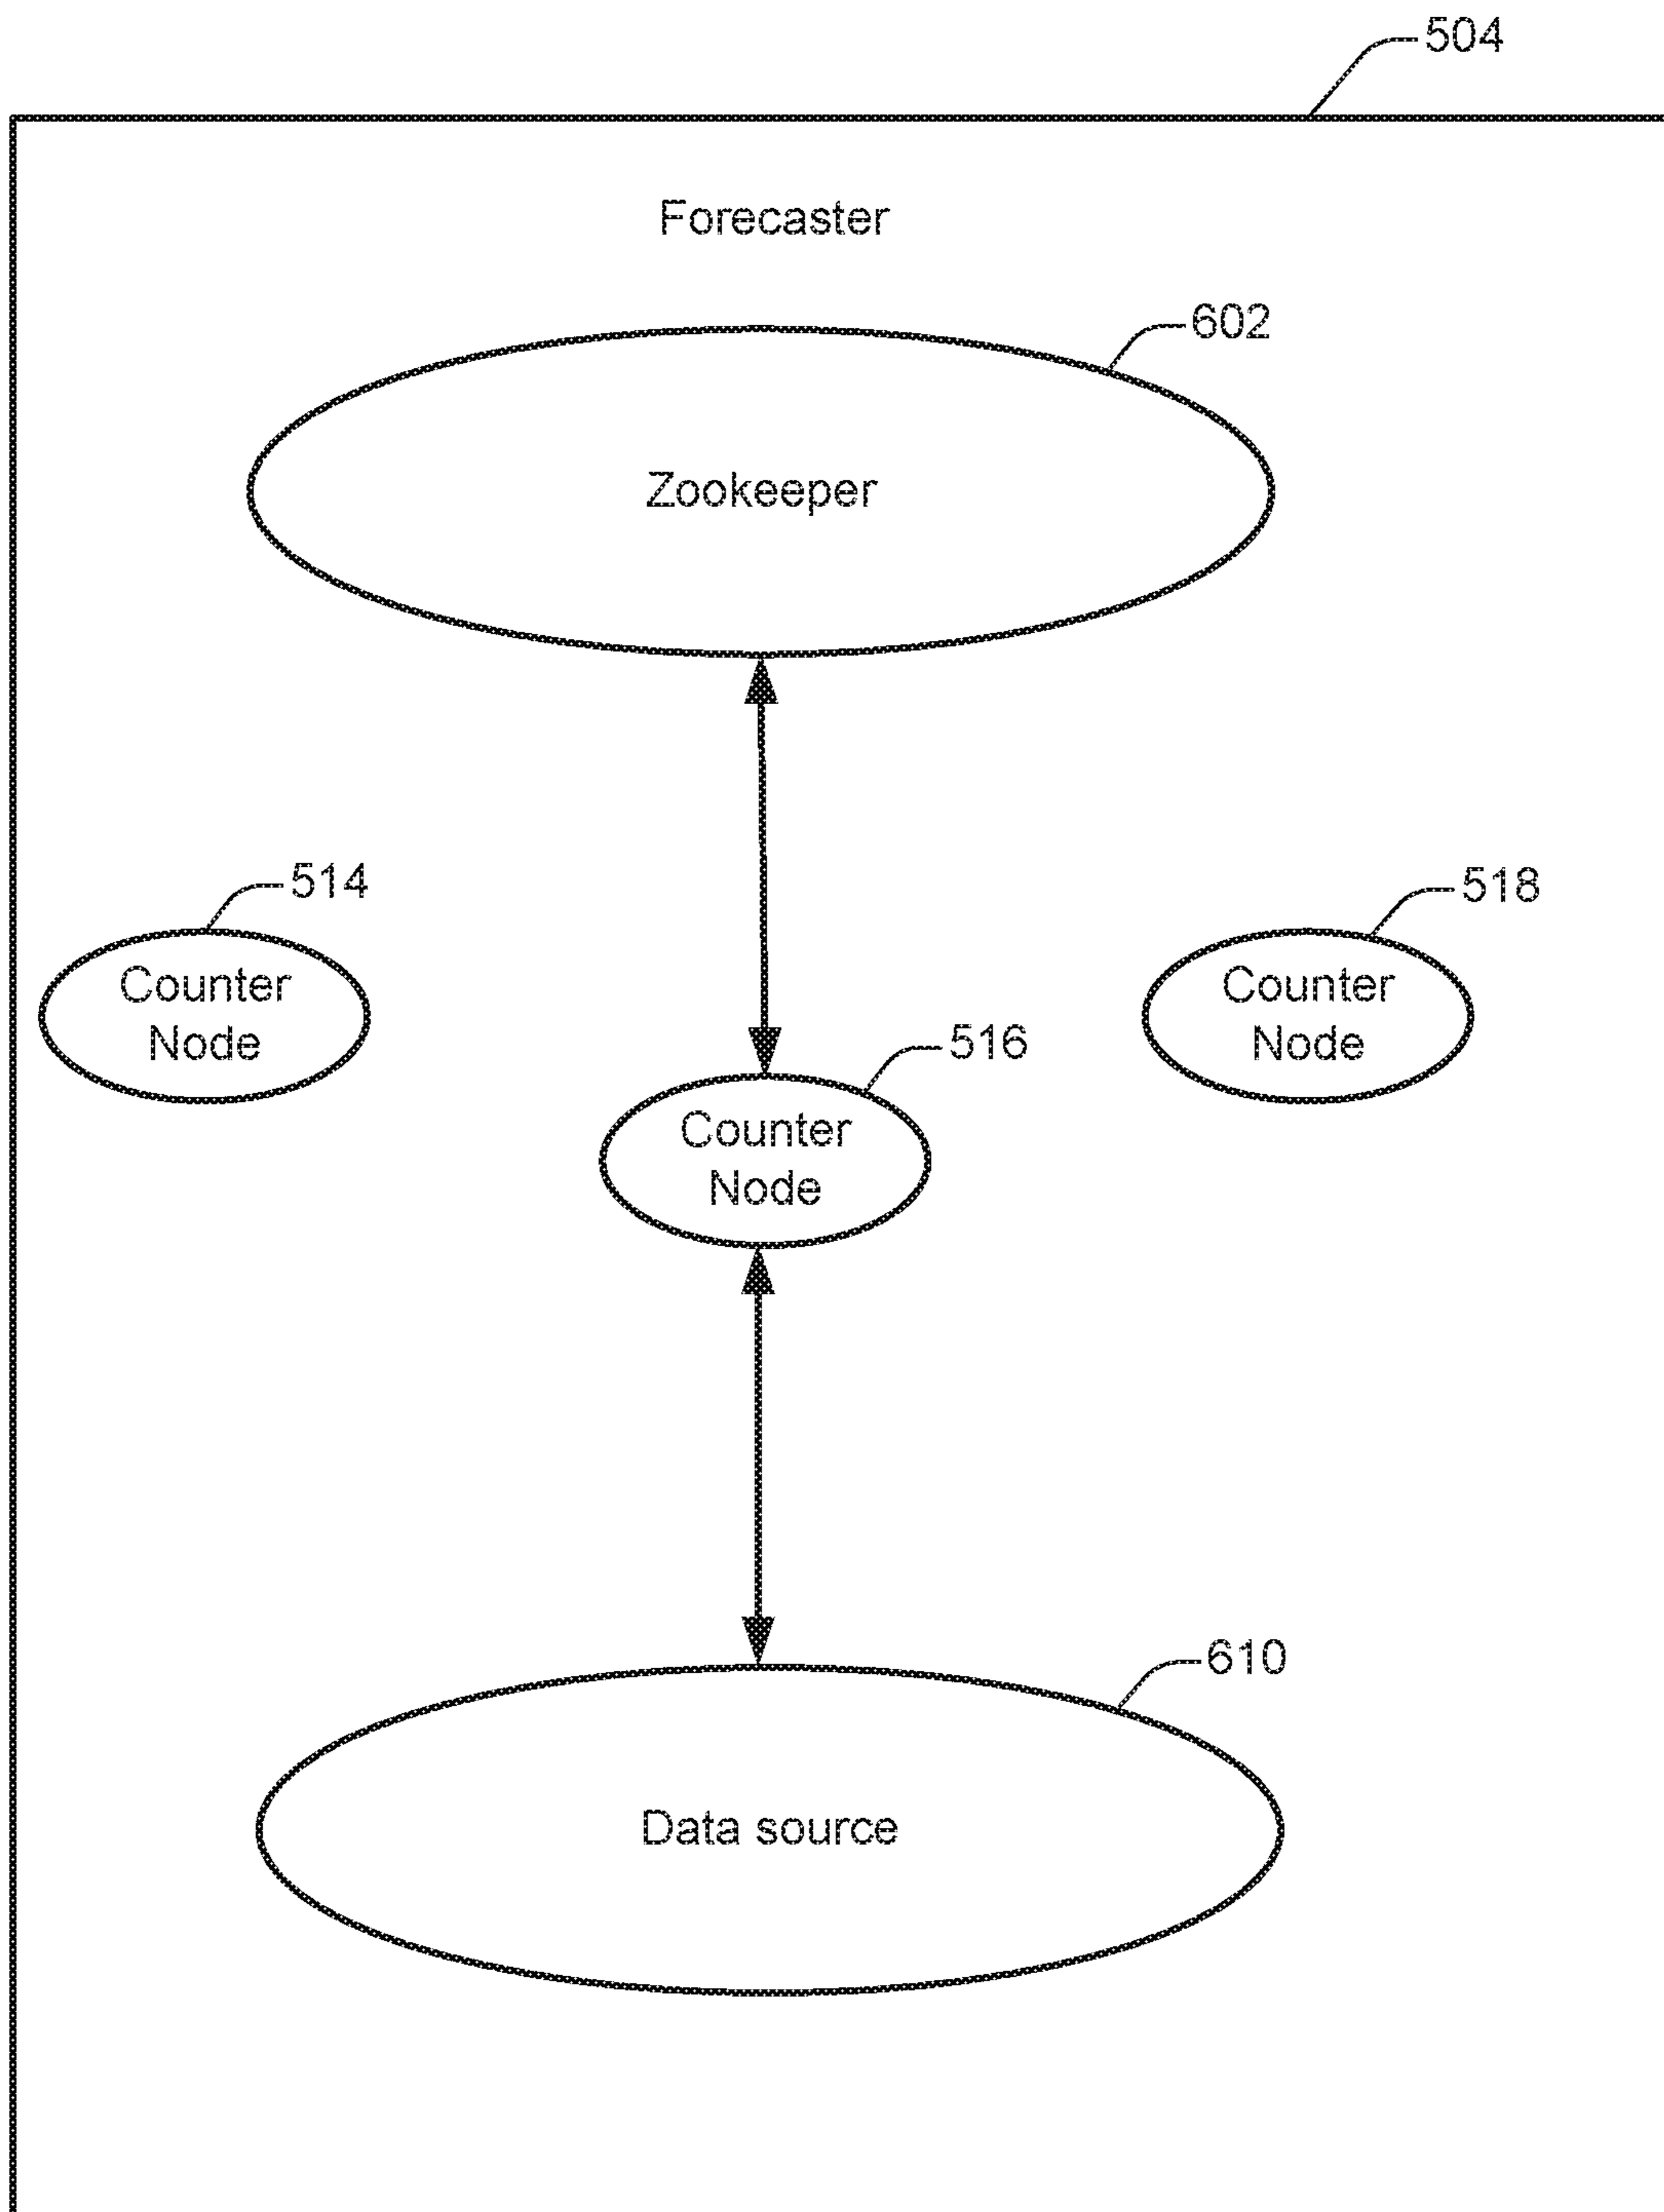 504
Forecaster
602
Zookeeper
514
Counter
Node
518
Counter
Node
516
Counter
Node
610
Data source